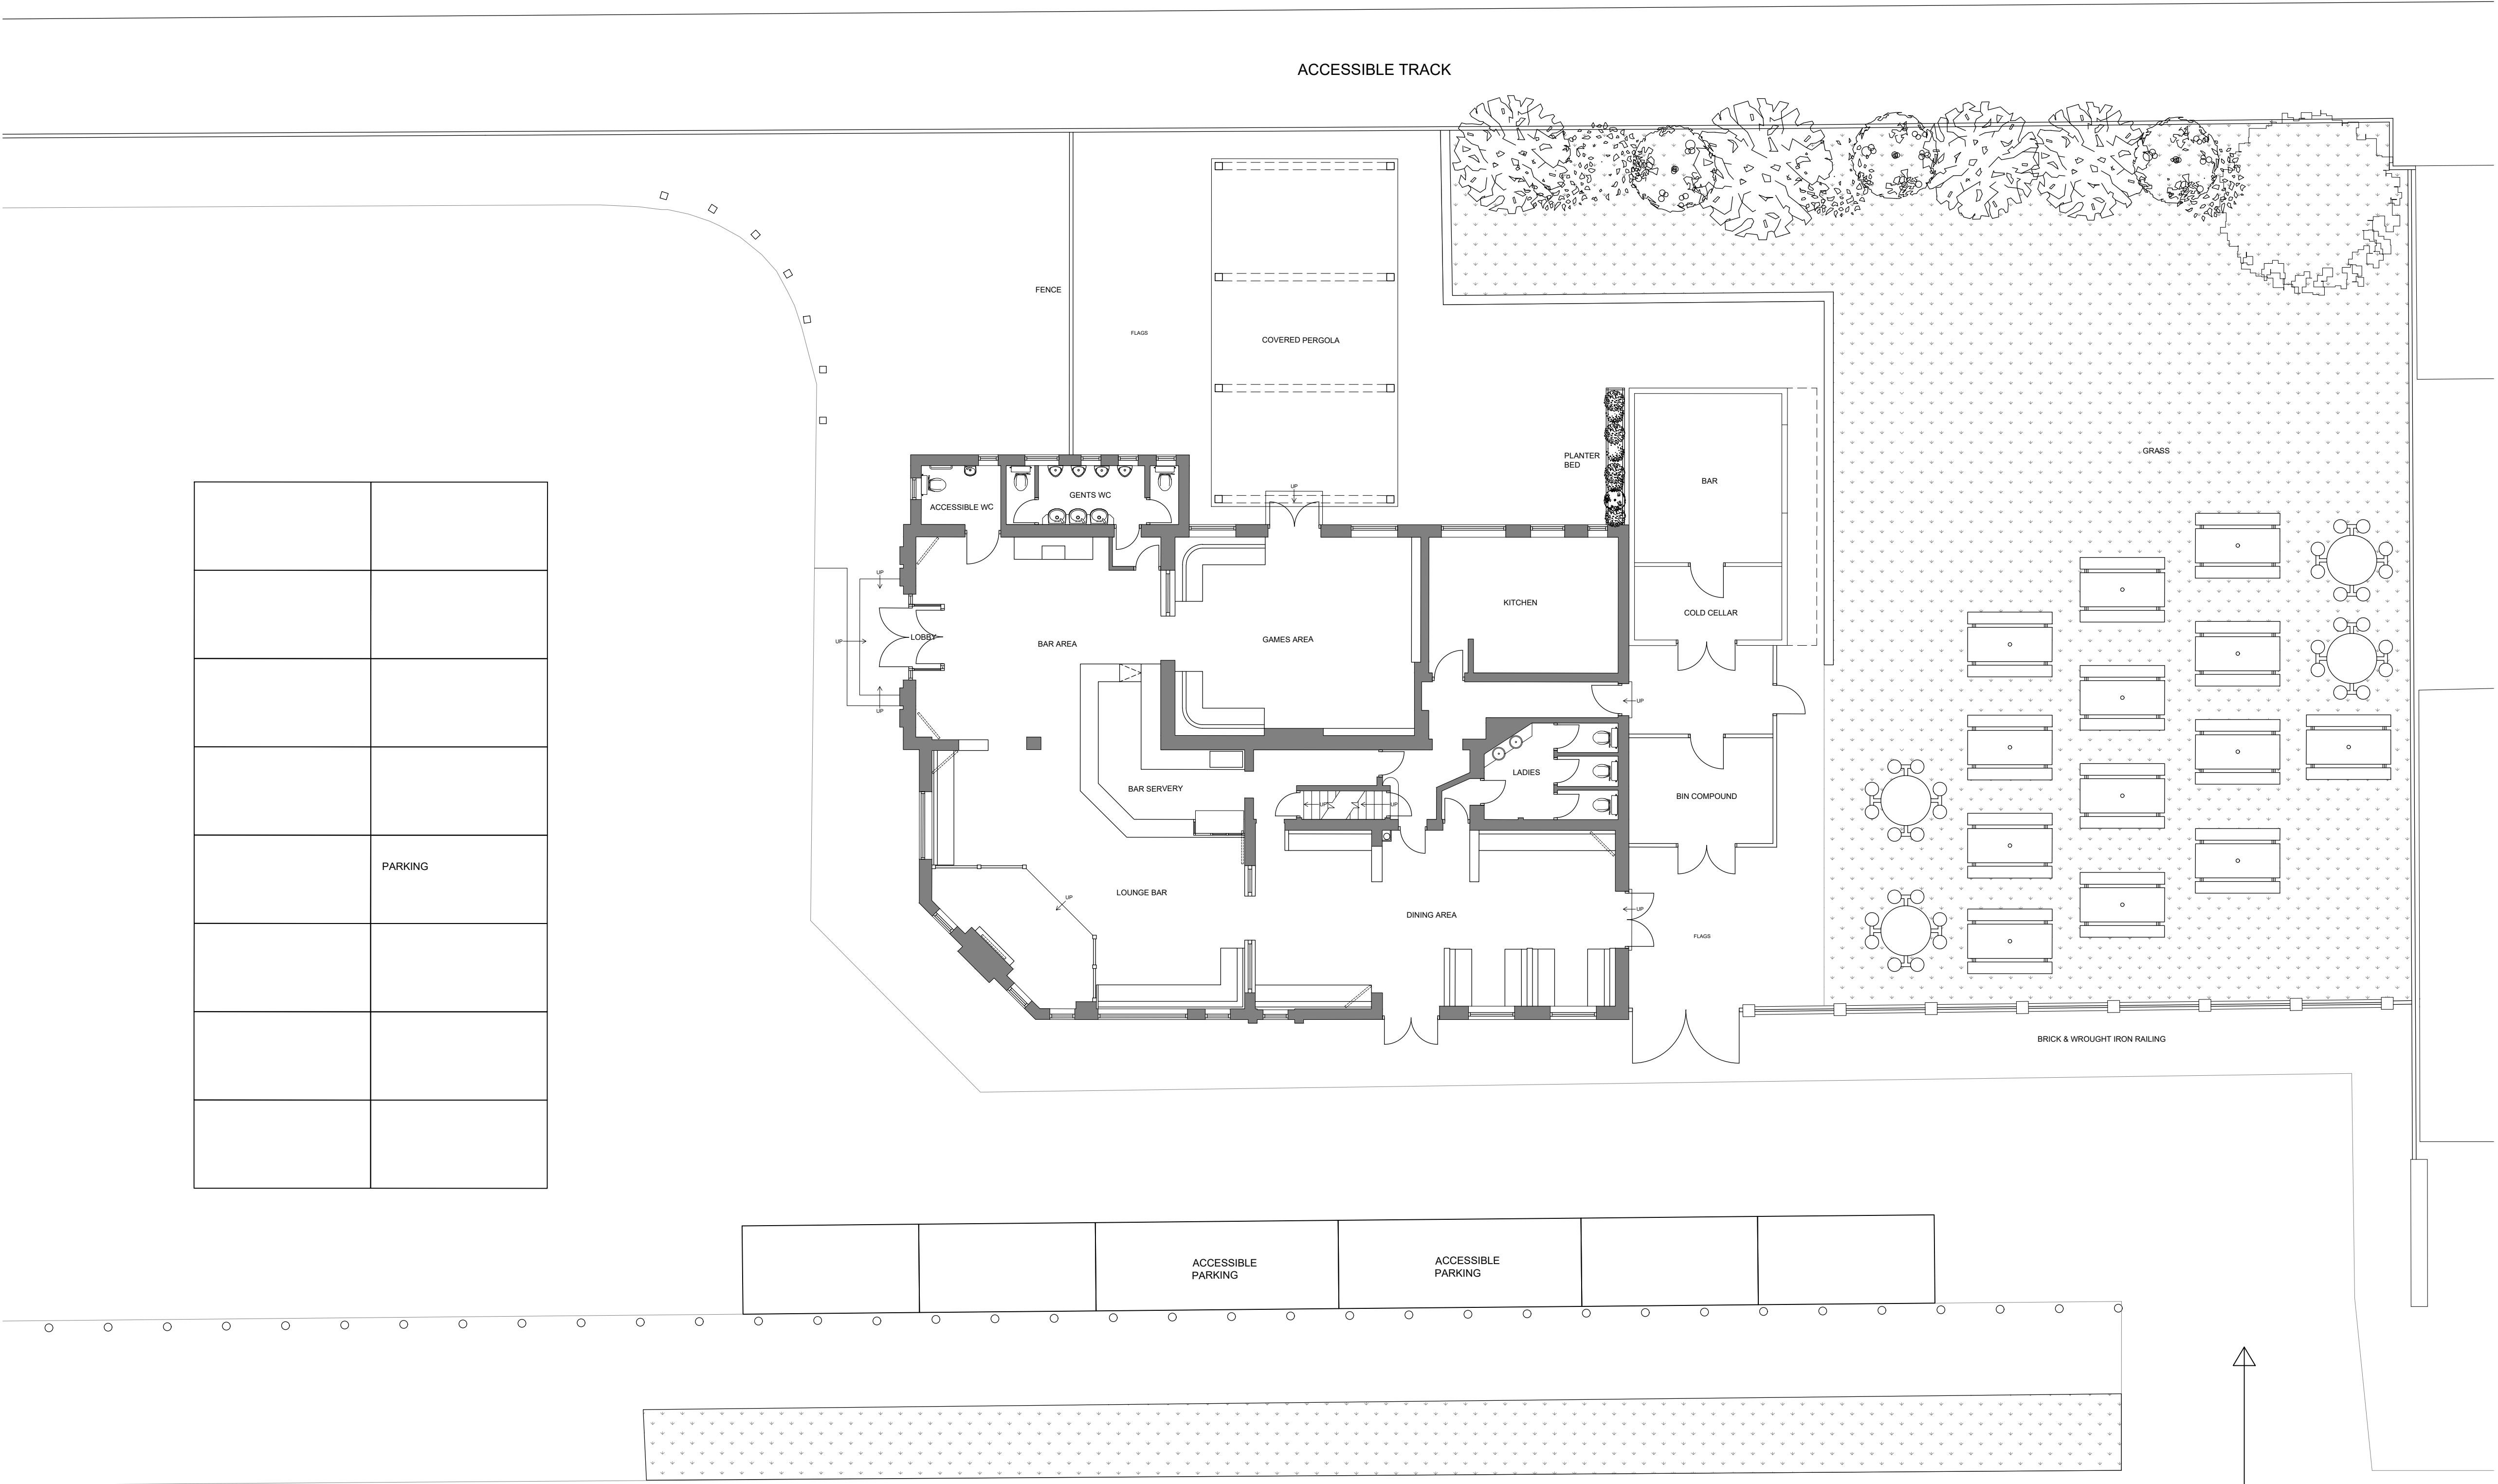 ACCESSIBLE TRACK
FENCE
FLAGS
COVERED PERGOLA
PLANTER
BED
GRASS
BAR
UP
GENTS WC
ACCESSIBLE WC
UP
KITCHEN
COLD CELLAR
LOBBY
UP
BAR AREA
GAMES AREA
UP
UP
LADIES
BAR SERVERY
BIN COMPOUND
UP
UP
PARKING
LOUNGE BAR
UP
DINING AREA
UP
FLAGS
BRICK & WROUGHT IRON RAILING
ACCESSIBLE
PARKING
ACCESSIBLE
PARKING